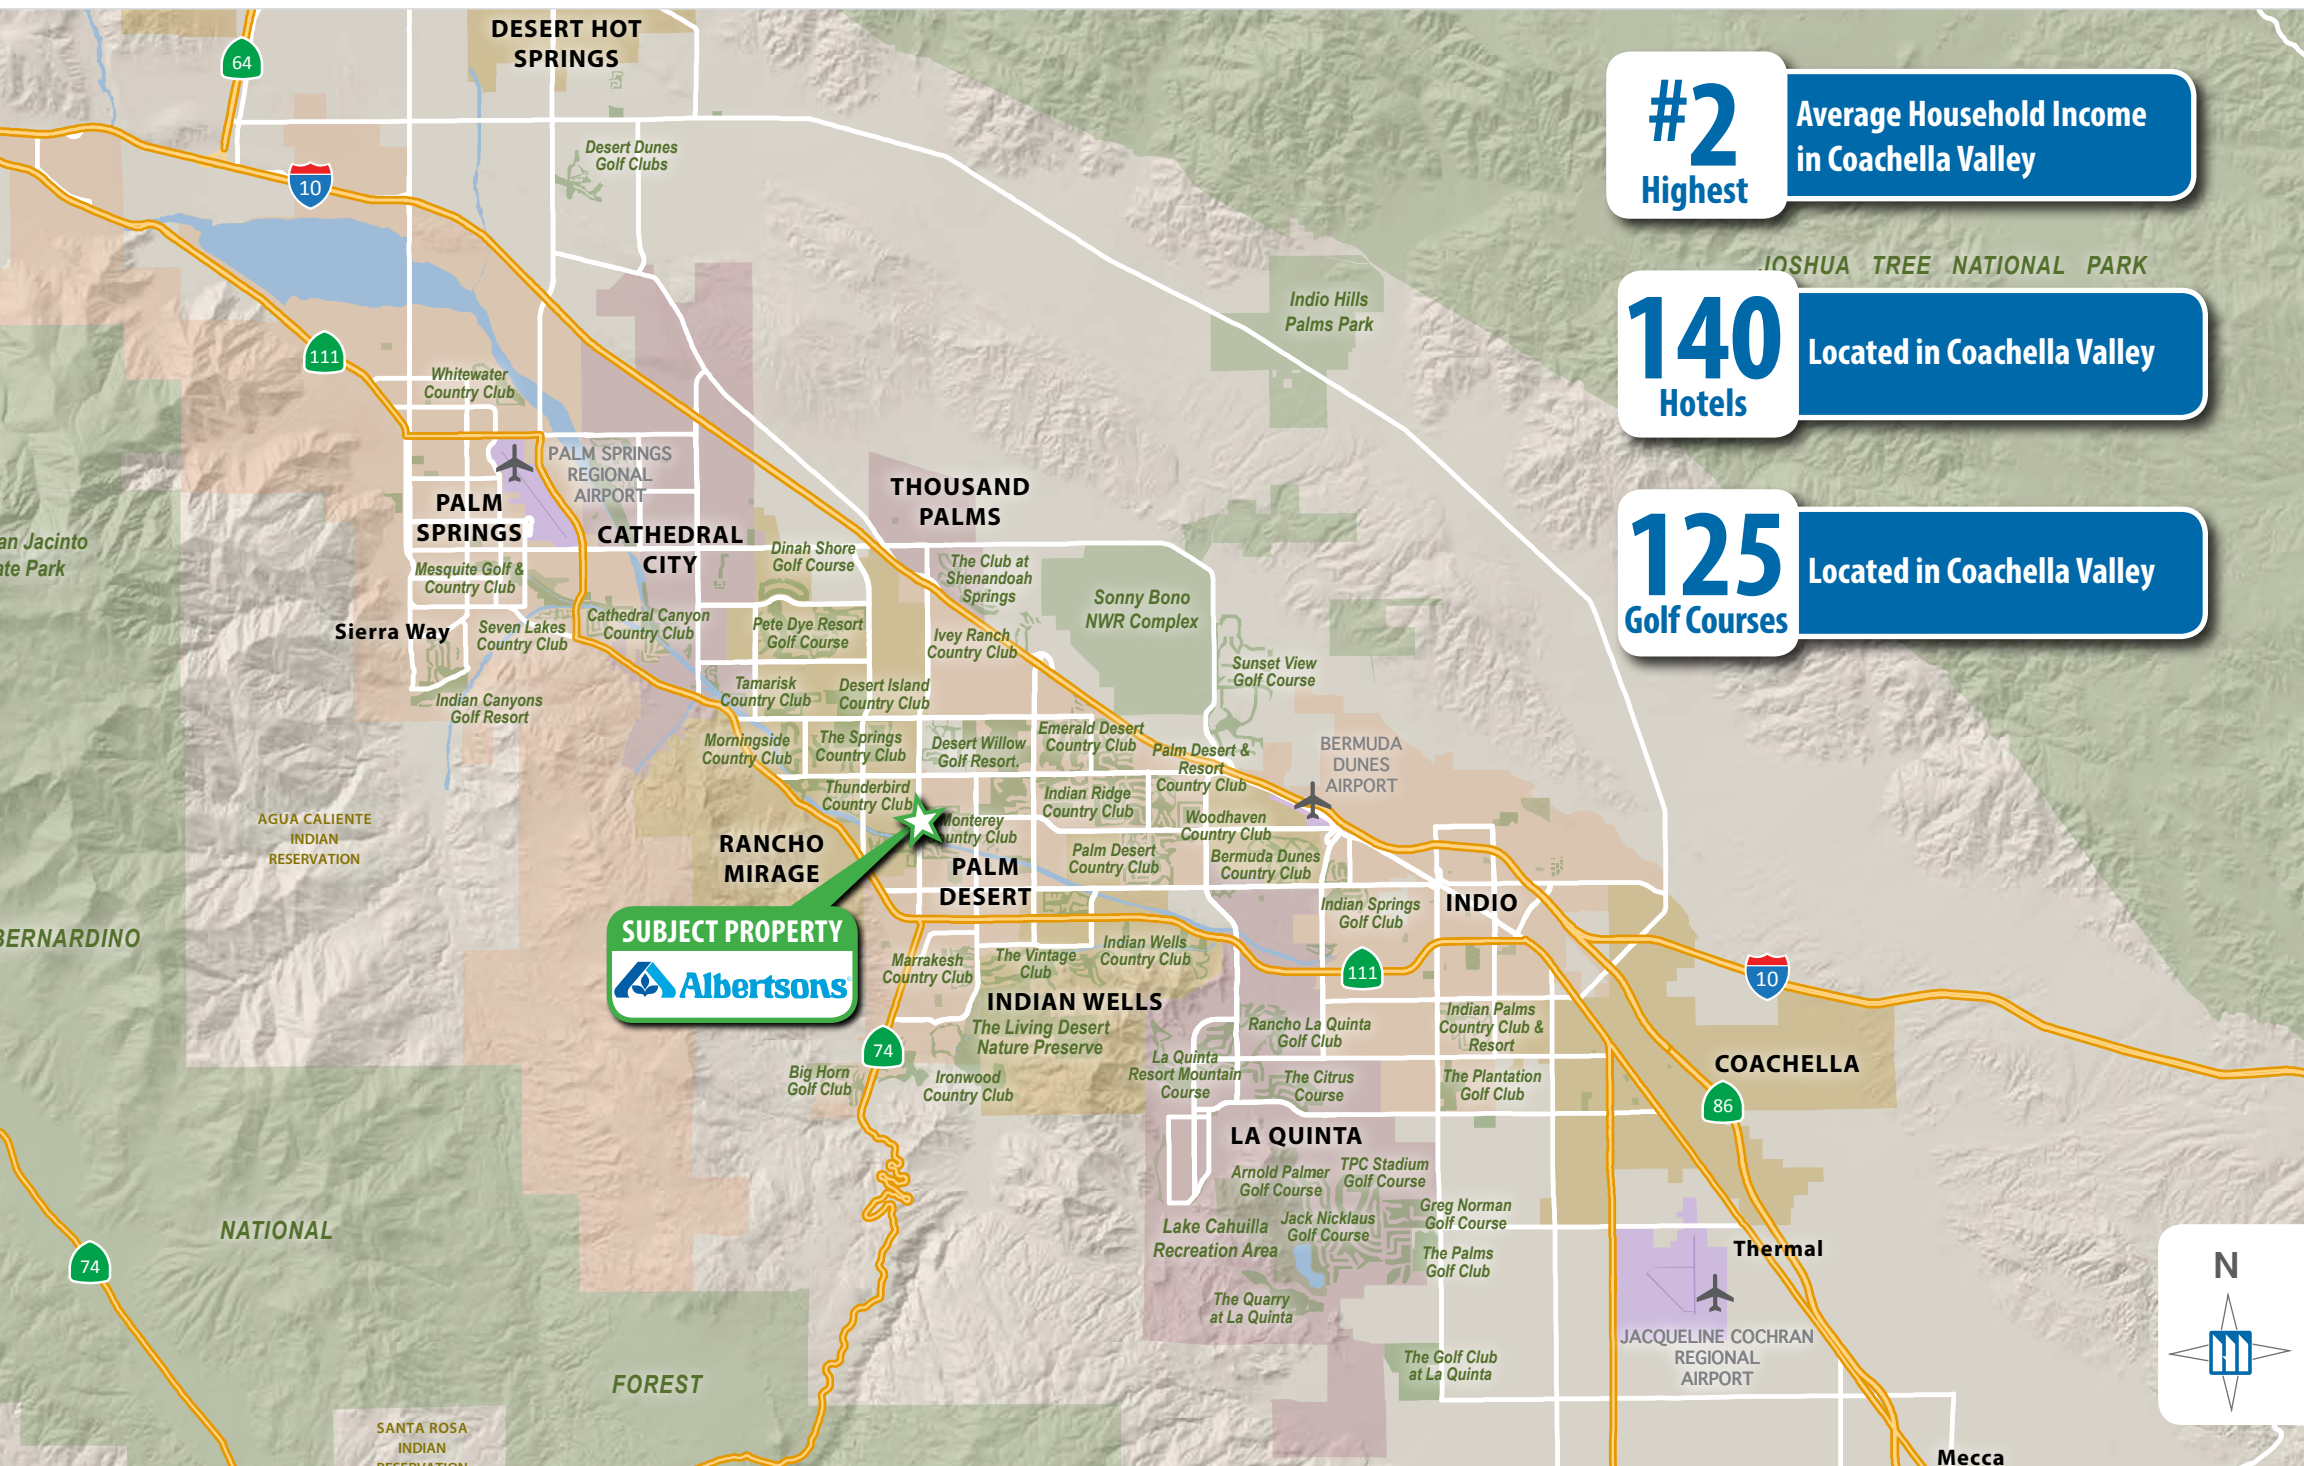 DESERT HOT
SPRINGS
64
10
Desert Dunes
Golf Clubs
#2
Highest
Average Household Income
in Coachella Valley
JOSHUA TREE NATIONAL PARK
140
Hotels
Located in Coachella Valley
125
Golf Courses
Located in Coachella Valley
Indio Hills
Palms Park
111
Whitewater
Country Club
PALM SPRINGS
REGIONAL
AIRPORT
PALM
SPRINGS
CATHEDRAL
CITY
THOUSAND
PALMS
an Jacinto
ate Park
Mesquite Golf &
Country Club
Dinah Shore
Golf Course
The Club at
Shenandoah
Springs
Sonny Bono
NWR Complex
Sierra Way
Seven Lakes
Country Club
Cathedral Canyon
Country Club
Pete Dye Resort
Golf Course
Ivey Ranch
Country Club
Sunset View
Golf Course
Indian Canyons
Golf Resort
Tamarisk
Country Club
Desert Island
Country Club
Morningside
Country Club
The Springs
Country Club
Desert Willow
Golf Resort.
Emerald Desert
Country Club
Palm Desert &
Resort
Country Club
BERMUDA
DUNES
AIRPORT
Thunderbird
Country Club
Indian Ridge
Country Club
Woodhaven
Country Club
Monterey
ountry Club
AGUA CALIENTE
INDIAN
RESERVATION
RANCHO
MIRAGE
PALM
DESERT
Palm Desert
Country Club
Bermuda Dunes
Country Club
Indian Springs
Golf Club
INDIO
SUBJECT PROPERTY
Albertsons
BERNARDINO
Marrakesh
Country Club
The Vintage
Club
Indian Wells
Country Club
111
10
INDIAN WELLS
The Living Desert
Nature Preserve
74
Big Horn
Golf Club
Ironwood
Country Club
Rancho La Quinta
Golf Club
Indian Palms
Country Club &
Resort
La Quinta
Resort Mountain
Course
The Citrus
Course
The Plantation
Golf Club
COACHELLA
86
LA QUINTA
Arnold Palmer
Golf Course
TPC Stadium
Golf Course
Greg Norman
Golf Course
Lake Cahuilla
Recreation Area
Jack Nicklaus
Golf Course
The Palms
Golf Club
The Quarry
at La Quinta
Thermal
JACQUELINE COCHRAN
REGIONAL
AIRPORT
The Golf Club
at La Quinta
NATIONAL
74
FOREST
SANTA ROSA
INDIAN
RESERVATION
N
Mecca